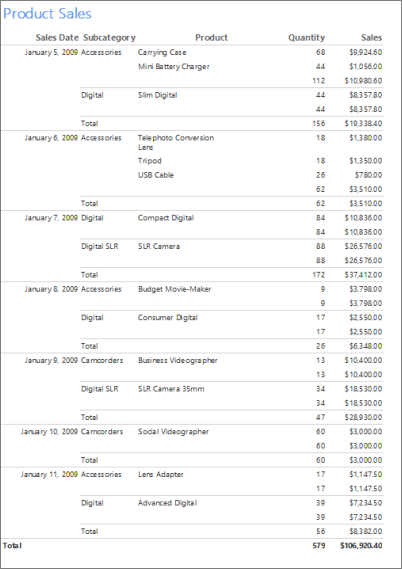 Product Sales
Sales Date Subcategory Product Quantity Sales
January 5, 2009 Accessories Carrying Case 68 $9,924.60
Mini Battery Charger 44 $1,056.00
112 $10,980.60
Digital Slim Digital 44 $8,357.80
44 $8,357.80
Total 156 $19,338.40
January 6, 2009 Accessories Telephoto Conversion 18 $1,380.00
Lens
Tripod 18 $1,350.00
USB Cable 26 $780.00
62 $3,510.00
Total 62 $3,510.00
January 7, 2009 Digital Compact Digital 84 $10,836.00
84 $10,836.00
Digital SLR SLR Camera 88 $26,576.00
88 $26,576.00
Total 172 $37,412.00
January 8, 2009 Accessories Budget Movie-Maker 9 $3,798.00
9 $3,798.00
Digital Consumer Digital 17 $2,550.00
17 $2,550.00
Total 26 $6,348.00
January 9, 2009 Camcorders Business Videographer 13 $10,400.00
13 $10,400.00
Digital SLR SLR Camera 35mm 34 $18,530.00
34 $18,530.00
Total 47 $28,930.00
January 10, 2009 Camcorders Social Videographer 60 $3,000.00
60 $3,000.00
Total 60 $3,000.00
January 11, 2009 Accessories Lens Adapter 17 $1,147.50
17 $1,147.50
Digital Advanced Digital 39 $7,234.50
39 $7,234.50
Total 56 $8,382.00
Total 579 $106,920.40